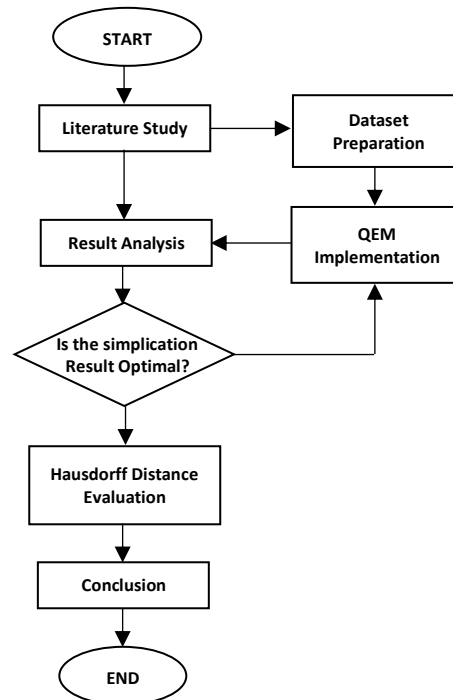 START
Literature Study
Dataset
Preparation
Result Analysis
QEM
Implementation
Is the simplication
Result Optimal?
Hausdorff Distance
Evaluation
Conclusion
END